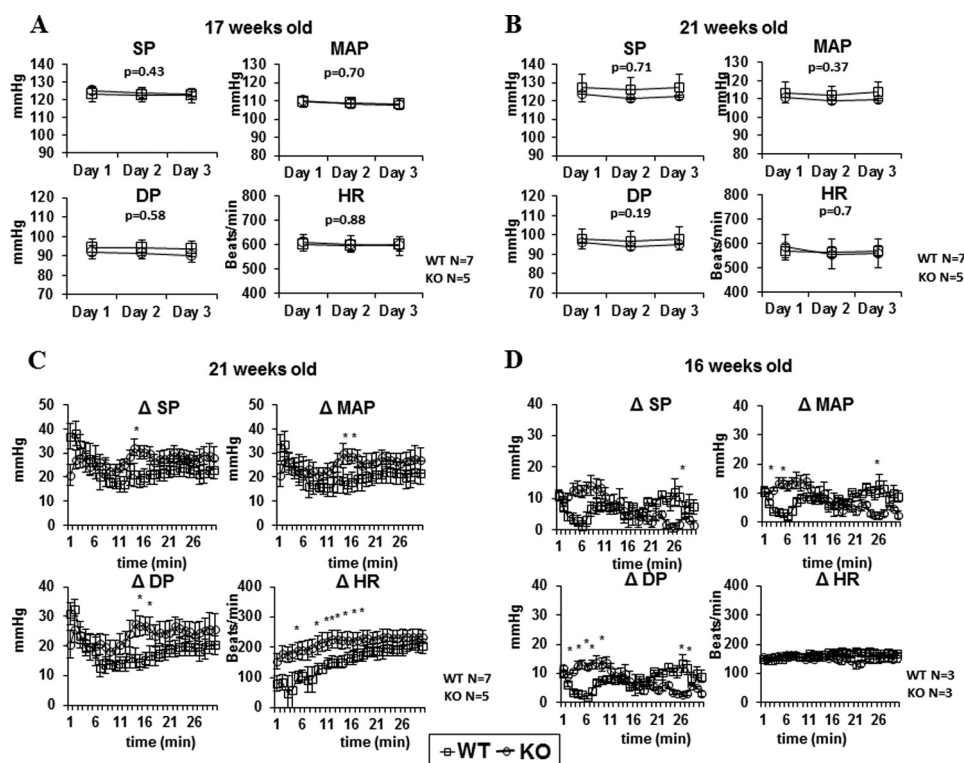 A
17 weeks old
SP
p=0.43
mmHg
140
130
120
110
100
90
Day 1 Day 2 Day 3
MAP
p=0.70
mmHg
130
120
110
100
90
80
Day 1 Day 2 Day 3
DP
p=0.58
mmHg
120
110
100
90
80
70
Day 1 Day 2 Day 3
HR
p=0.88
Beats/min
800
700
600
500
400
Day 1 Day 2 Day 3
WT N=7
KO N=5
B
21 weeks old
SP
p=0.71
mmHg
140
130
120
110
100
90
Day 1 Day 2 Day 3
MAP
p=0.37
mmHg
130
120
110
100
90
80
Day 1 Day 2 Day 3
DP
p=0.19
mmHg
120
110
100
90
80
70
Day 1 Day 2 Day 3
HR
p=0.7
Beats/min
800
700
600
500
400
Day 1 Day 2 Day 3
WT N=7
KO N=5
C
21 weeks old
Δ SP
mmHg
50
40
30
20
10
0
*
1 6 11 16 21 26
time (min)
Δ MAP
mmHg
50
40
30
20
10
0
* *
1 6 11 16 21 26
time (min)
Δ DP
mmHg
40
30
20
10
0
* *
1 6 11 16 21 26
time (min)
Δ HR
Beats/min
400
300
200
100
0
* * * * * * * *
1 6 11 16 21 26
time (min)
WT N=7
KO N=5
D
16 weeks old
Δ SP
mmHg
40
30
20
10
0
*
1 6 11 16 21 26
time (min)
Δ MAP
mmHg
40
30
20
10
0
* * *
1 6 11 16 21 26
time (min)
Δ DP
mmHg
40
30
20
10
0
* * * * * * *
1 6 11 16 21 26
time (min)
Δ HR
Beats/min
400
300
200
100
0
1 6 11 16 21 26
time (min)
WT N=3
KO N=3
WT KO